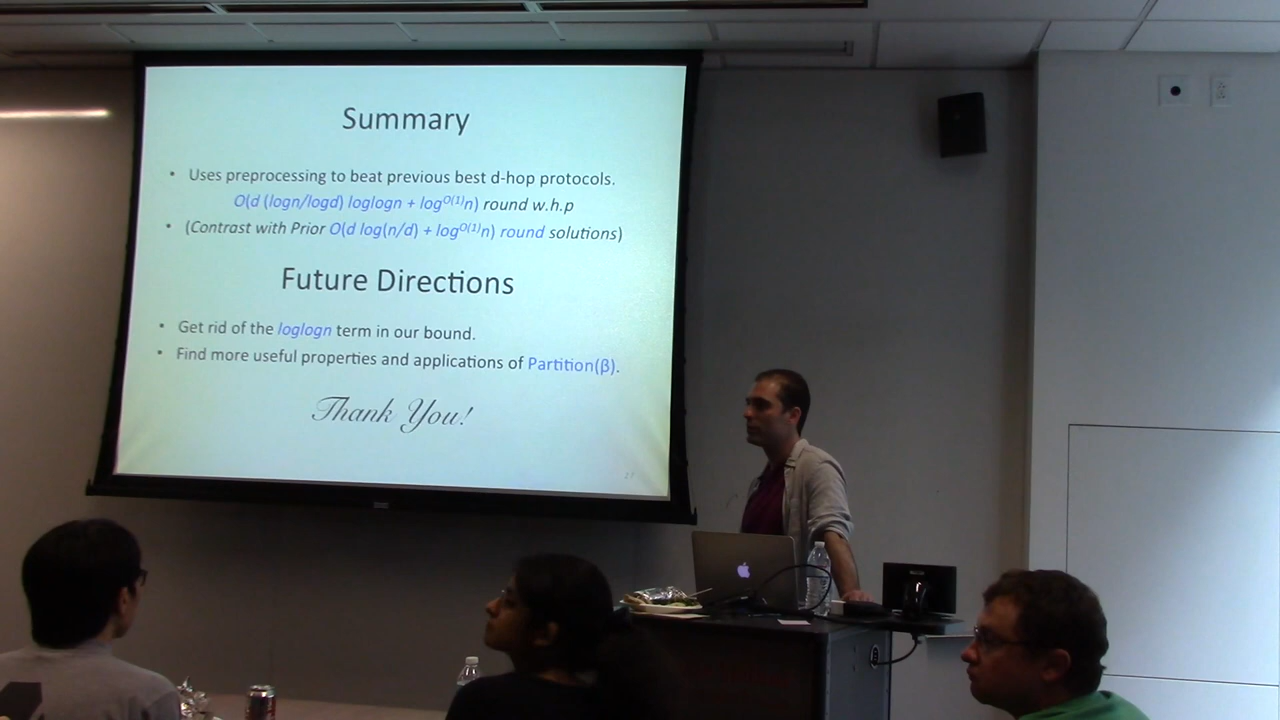 Summary
• Uses preprocessing to beat previous best d-hop protocols.
O(d (logn/logd) loglogn + log^O(1)n) round w.h.p
• (Contrast with Prior O(d log(n/d) + log^O(1)n) round solutions)
Future Directions
• Get rid of the loglogn term in our bound.
• Find more useful properties and applications of Partition(β).
Thank You!